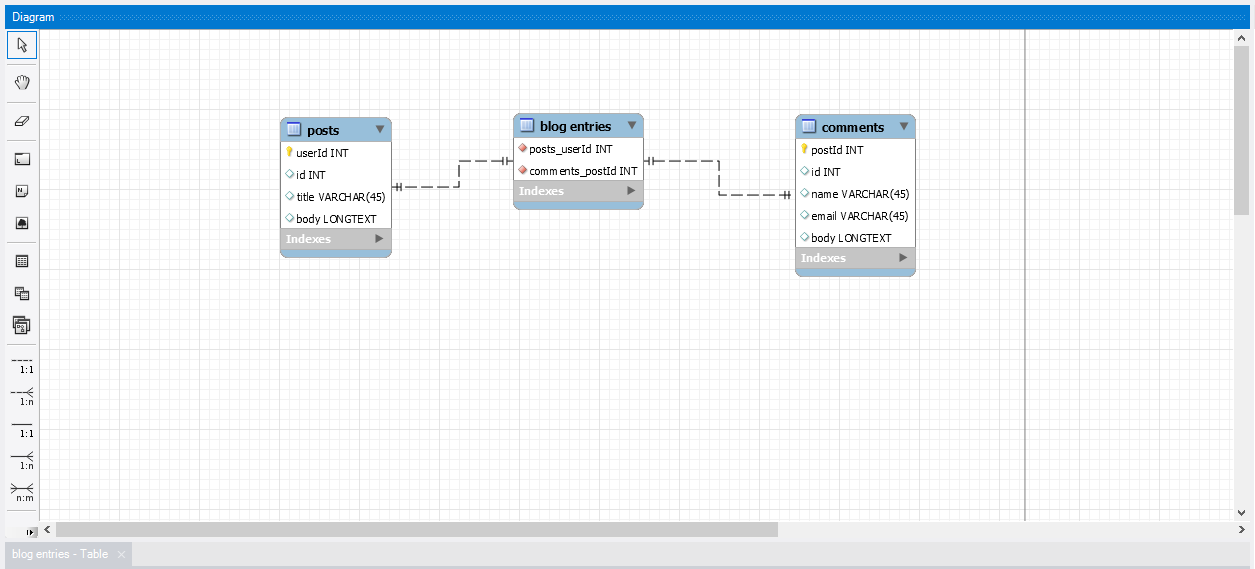 Diagram
posts
userId INT
id INT
title VARCHAR(45)
body LONGTEXT
Indexes
blog entries
posts_userId INT
comments_postId INT
Indexes
comments
postId INT
id INT
name VARCHAR(45)
email VARCHAR(45)
body LONGTEXT
Indexes
1:1
1:n
1:1
1:n
n:m
blog entries - Table